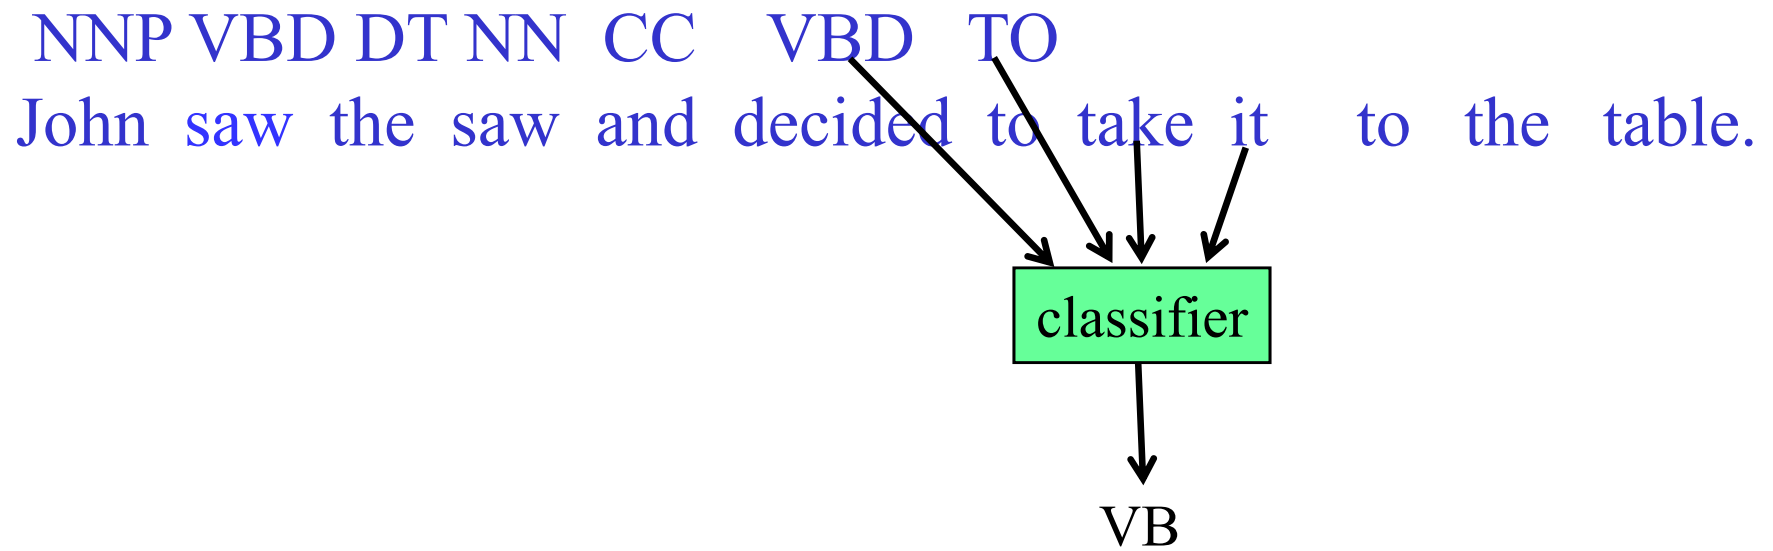 NNP VBD DT NN CC VBD TO
John saw the saw and decided to take it to the table.
classifier
VB